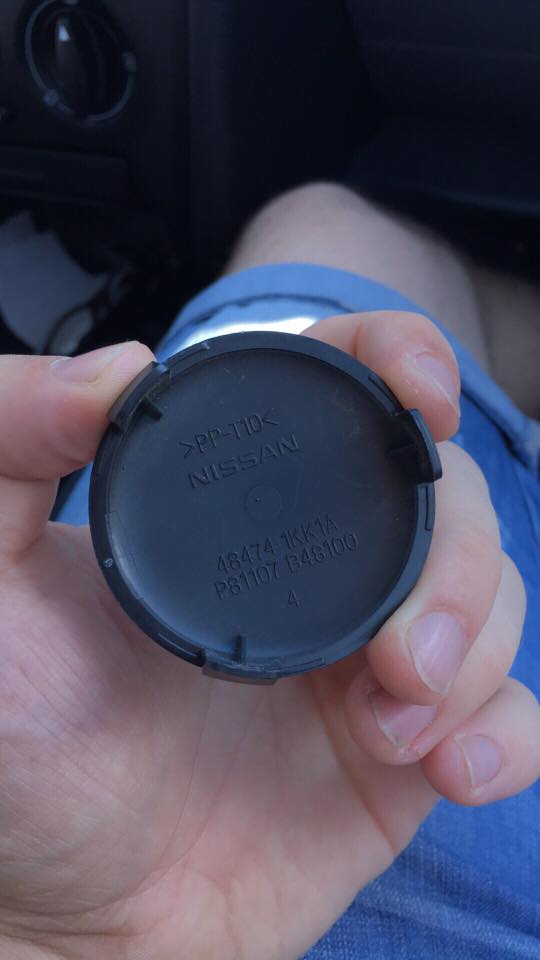 >PP-T10<
NISSAN
48474 1KK1A
P81107 B48100
4